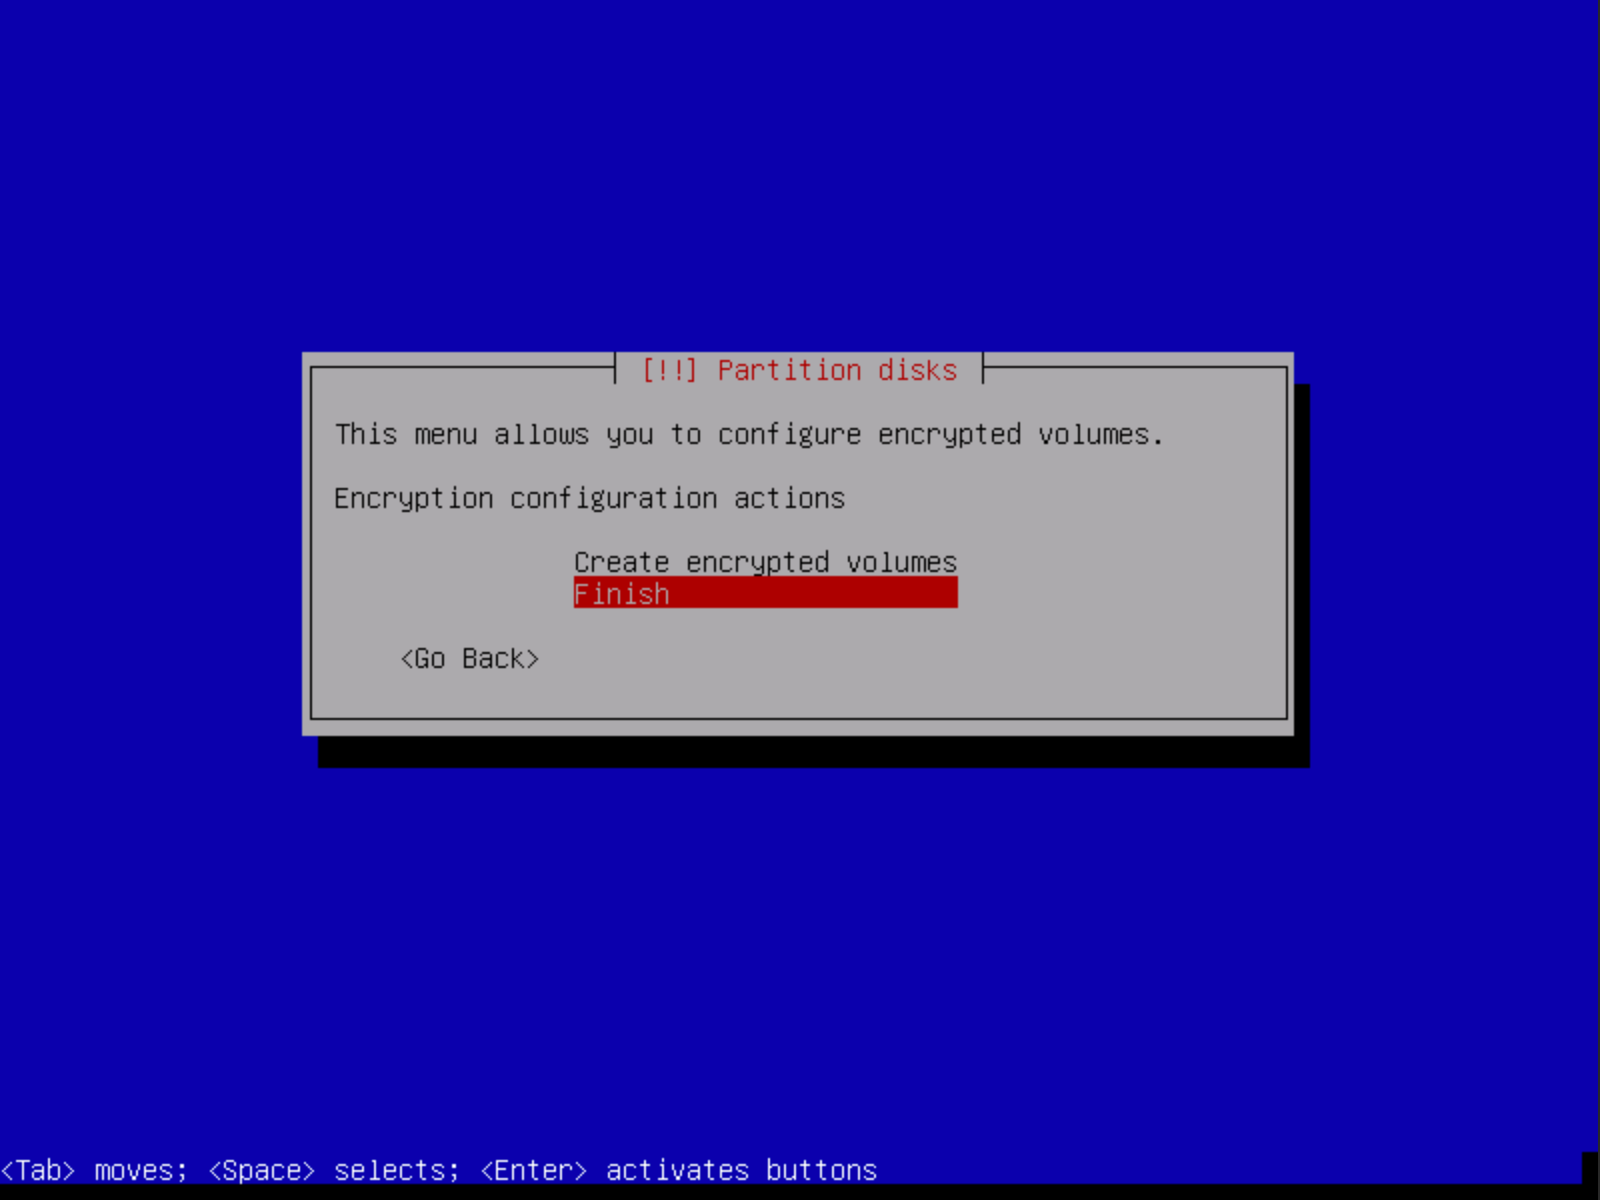 [!!] Partition disks
This menu allows you to configure encrypted volumes.
Encryption configuration actions
Create encrypted volumes
Finish
<Go Back>
<Tab> moves; <Space> selects; <Enter> activates buttons